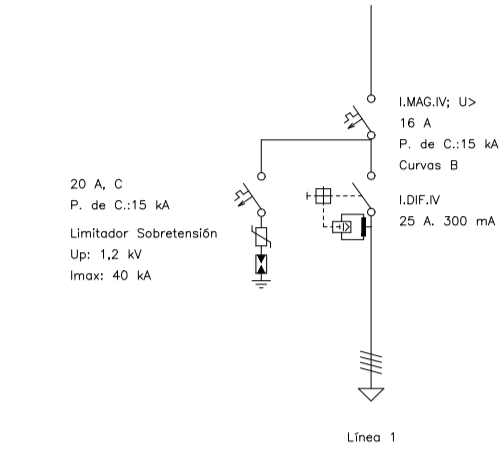 I.MAG.IV; U>
16 A
P. de C.:15 kA
Curvas B
20 A, C
P. de C.:15 kA
Limitador Sobretensión
Up: 1,2 kV
Imax: 40 kA
I.DIF.IV
25 A. 300 mA
Línea 1